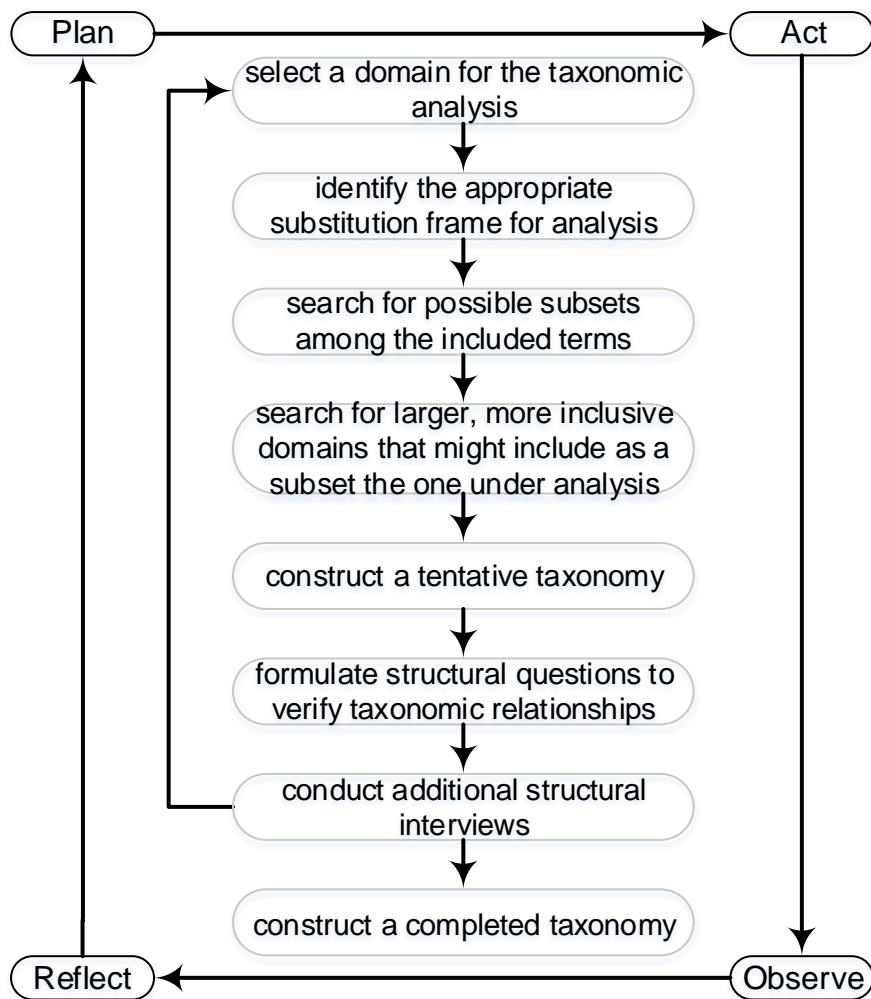 Plan
Act
select a domain for the taxonomic
analysis
identify the appropriate
substitution frame for analysis
search for possible subsets
among the included terms
search for larger, more inclusive
domains that might include as a
subset the one under analysis
construct a tentative taxonomy
formulate structural questions to
verify taxonomic relationships
conduct additional structural
interviews
construct a completed taxonomy
Reflect
Observe